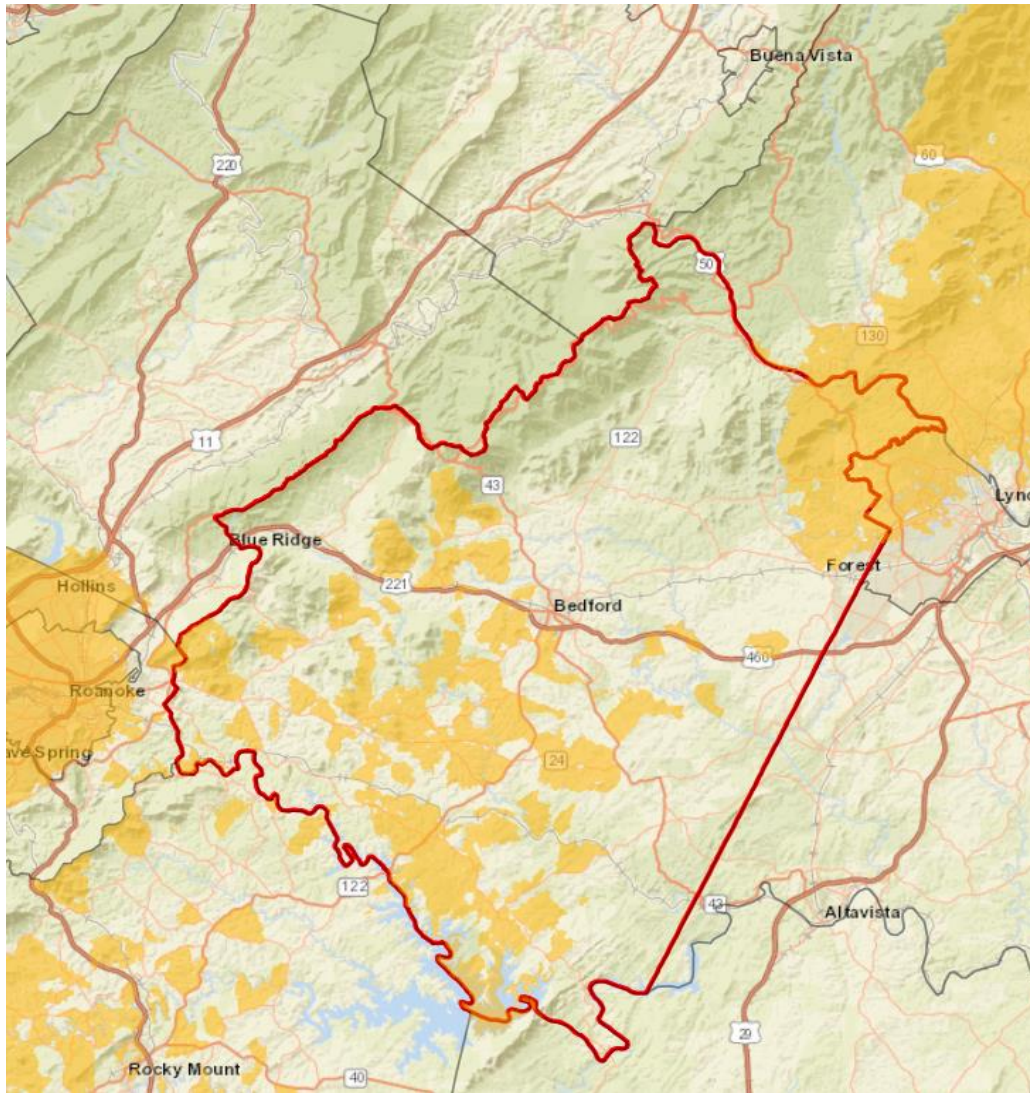 Buena Vista
220
60
50
130
11
122
43
Blue Ridge
Forest
Hollins
221
Bedford
460
Roanoke
ave Spring
24
122
43
Altavista
29
Rocky Mount
40